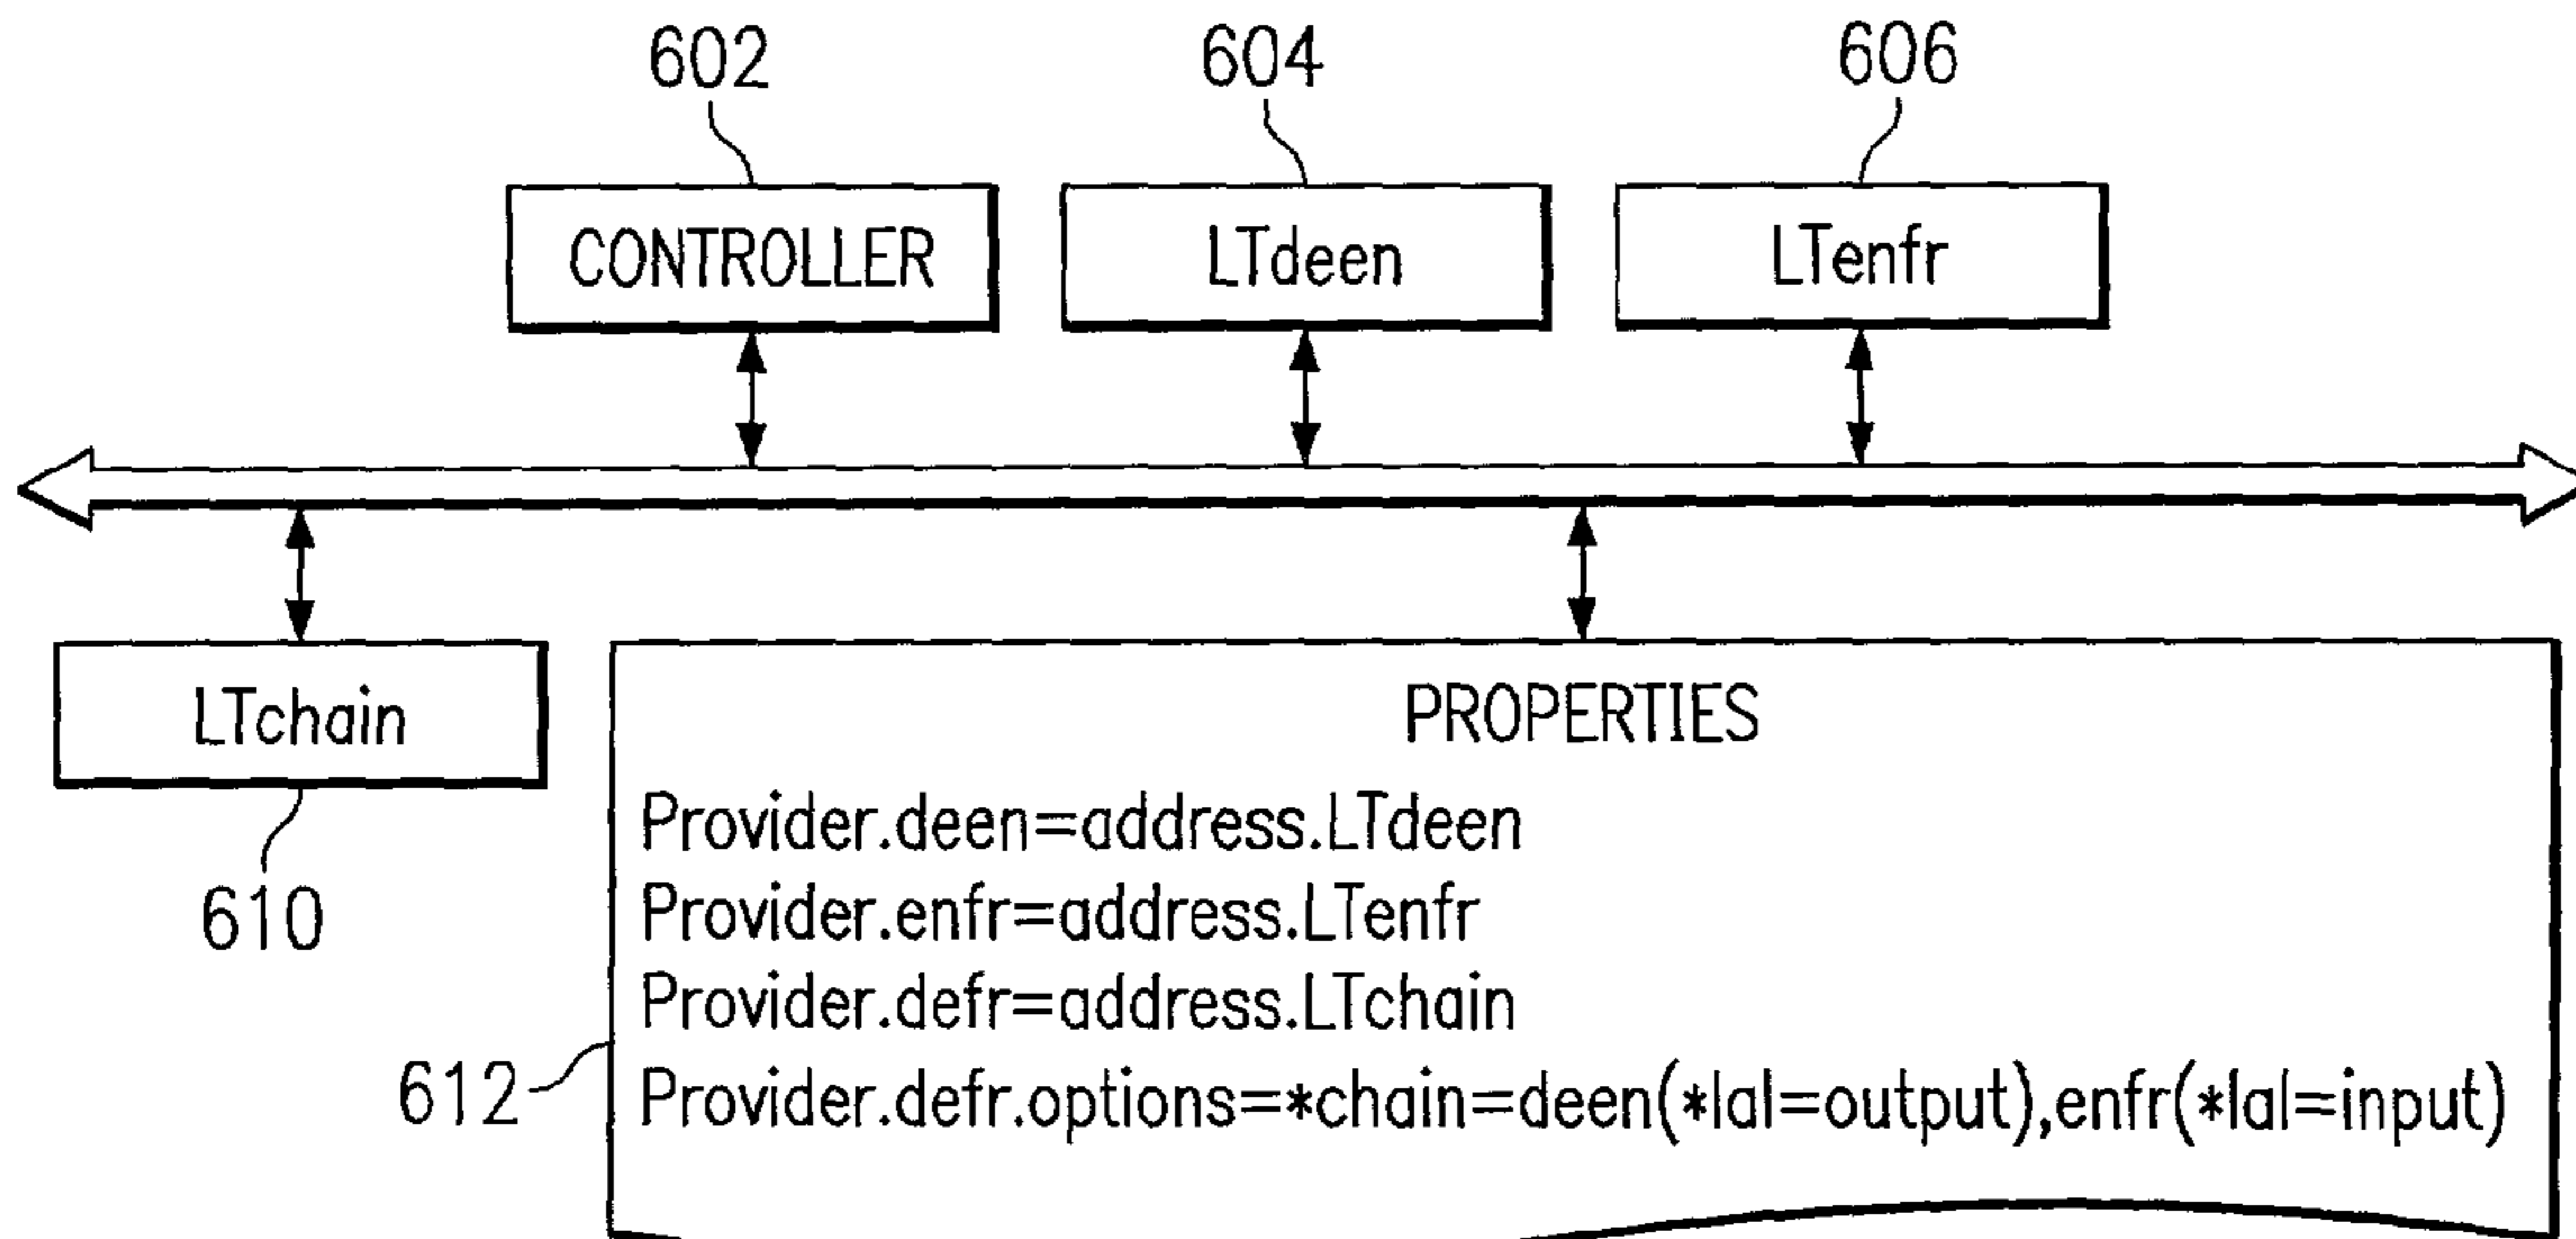 602
604
606
CONTROLLER
LTdeen
LTenfr
LTchain
610
PROPERTIES
Provider.deen=address.LTdeen
Provider.enfr=address.LTenfr
Provider.defr=address.LTchain
612
Provider.defr.options=*chain=deen(*lal=output),enfr(*lal=input)